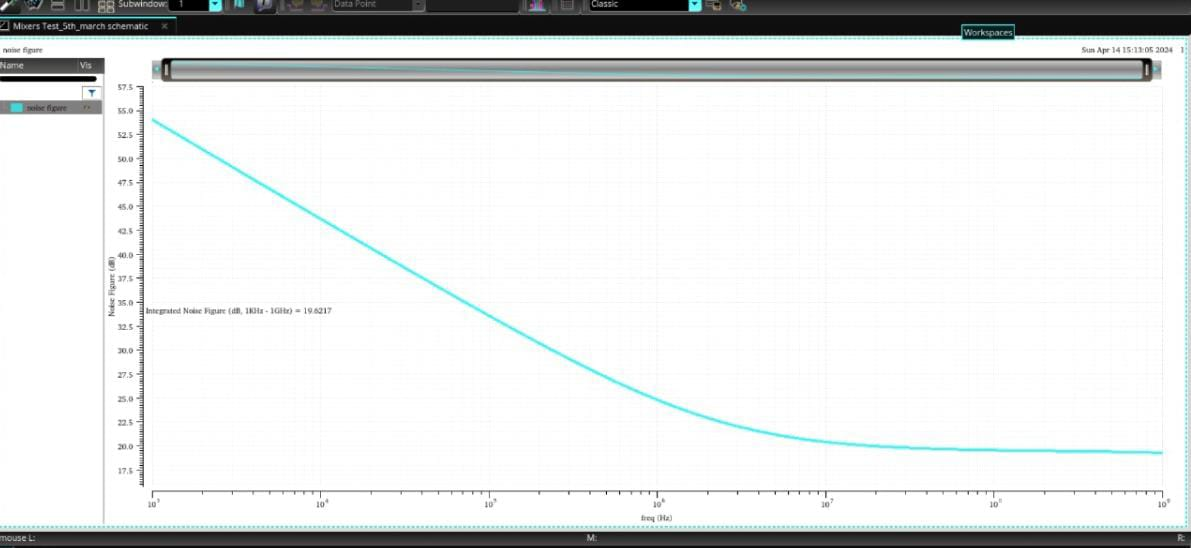 Subwindow: 1
Data Point
Classic
Mixers Test_5th_march schematic ×
Workspaces
noise figure
Sun Apr 14 15:13:05 2024 1
Name Vis
noise figure
57.5
55.0
52.5
50.0
47.5
45.0
42.5
40.0
37.5
35.0
32.5
30.0
27.5
25.0
22.5
20.0
17.5
Noise Figure (dB)
Integrated Noise Figure (dB, 1KHz - 1GHz) = 19.6217
10³ 10⁴ 10⁵ 10⁶ 10⁷ 10⁸ 10⁹
freq (Hz)
mouse L: M: R: